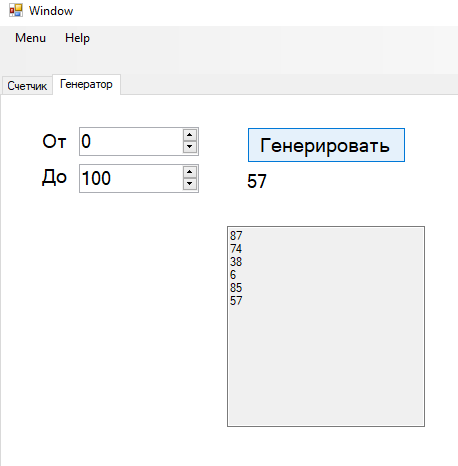 Window
Menu Help
Счетчик Генератор
От 0 Генерировать
До 100 57
87
74
38
6
85
57